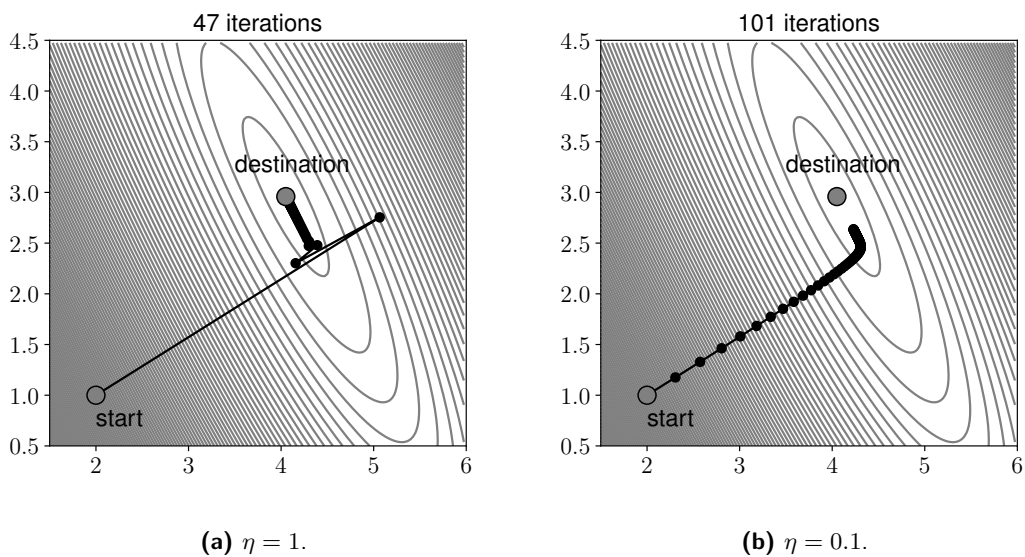 47 iterations
4.5
4.0
3.5
3.0
2.5
2.0
1.5
1.0
0.5
destination
start
2 3 4 5 6
(a) η = 1.
101 iterations
4.5
4.0
3.5
3.0
2.5
2.0
1.5
1.0
0.5
destination
start
2 3 4 5 6
(b) η = 0.1.